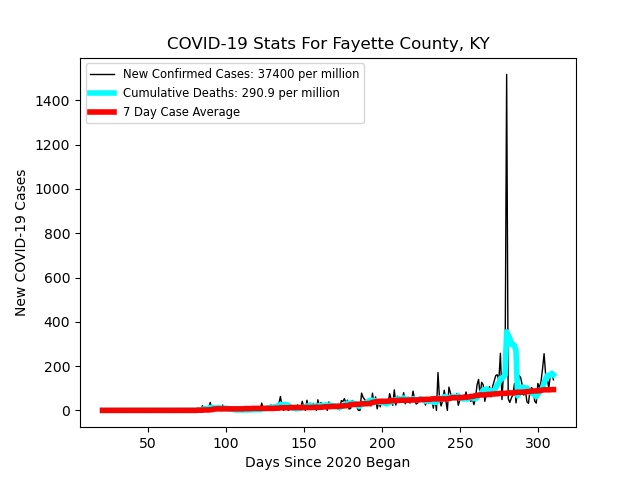 COVID-19 Stats For Fayette County, KY
New Confirmed Cases: 37400 per million
Cumulative Deaths: 290.9 per million
7 Day Case Average
1400
1200
1000
800
600
400
200
0
New COVID-19 Cases
50 100 150 200 250 300
Days Since 2020 Began